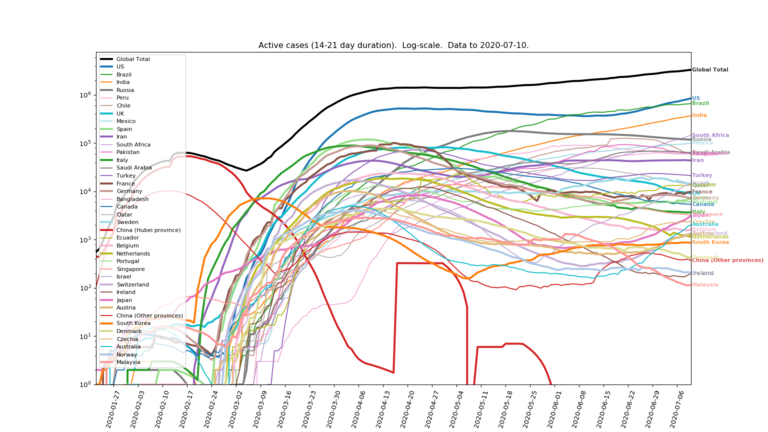 Active cases (14-21 day duration). Log-scale. Data to 2020-07-10.
Global Total
US
Brazil
India
Russia
Peru
Chile
UK
Mexico
Spain
Iran
South Africa
Pakistan
Italy
Saudi Arabia
Turkey
France
Germany
Bangladesh
Canada
Qatar
Sweden
China (Hubei province)
Ecuador
Belgium
Netherlands
Portugal
Singapore
Israel
Switzerland
Ireland
Japan
Austria
China (Other provinces)
South Korea
Denmark
Czechia
Australia
Norway
Malaysia
10⁶
10⁵
10⁴
10³
10²
10¹
10⁰
Global Total
US
Brazil
India
South Africa
Iran
Turkey
France
Canada
South Korea
China (Other provinces)
Ireland
Malaysia
2020-01-27
2020-02-03
2020-02-10
2020-02-17
2020-02-24
2020-03-02
2020-03-09
2020-03-16
2020-03-23
2020-03-30
2020-04-06
2020-04-13
2020-04-20
2020-04-27
2020-05-04
2020-05-11
2020-05-18
2020-05-25
2020-06-01
2020-06-08
2020-06-15
2020-06-22
2020-06-29
2020-07-06